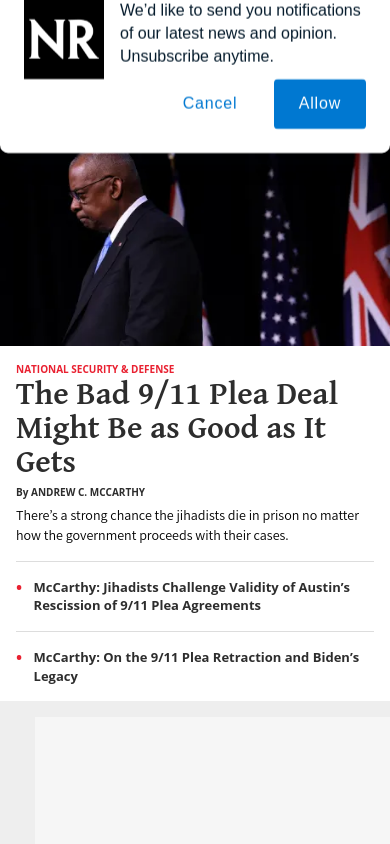 NR
We’d like to send you notifications
of our latest news and opinion.
Unsubscribe anytime.
Cancel
Allow
NATIONAL SECURITY & DEFENSE
The Bad 9/11 Plea Deal
Might Be as Good as It
Gets
By ANDREW C. MCCARTHY
There’s a strong chance the jihadists die in prison no matter
how the government proceeds with their cases.
• McCarthy: Jihadists Challenge Validity of Austin’s
Rescission of 9/11 Plea Agreements
• McCarthy: On the 9/11 Plea Retraction and Biden’s
Legacy